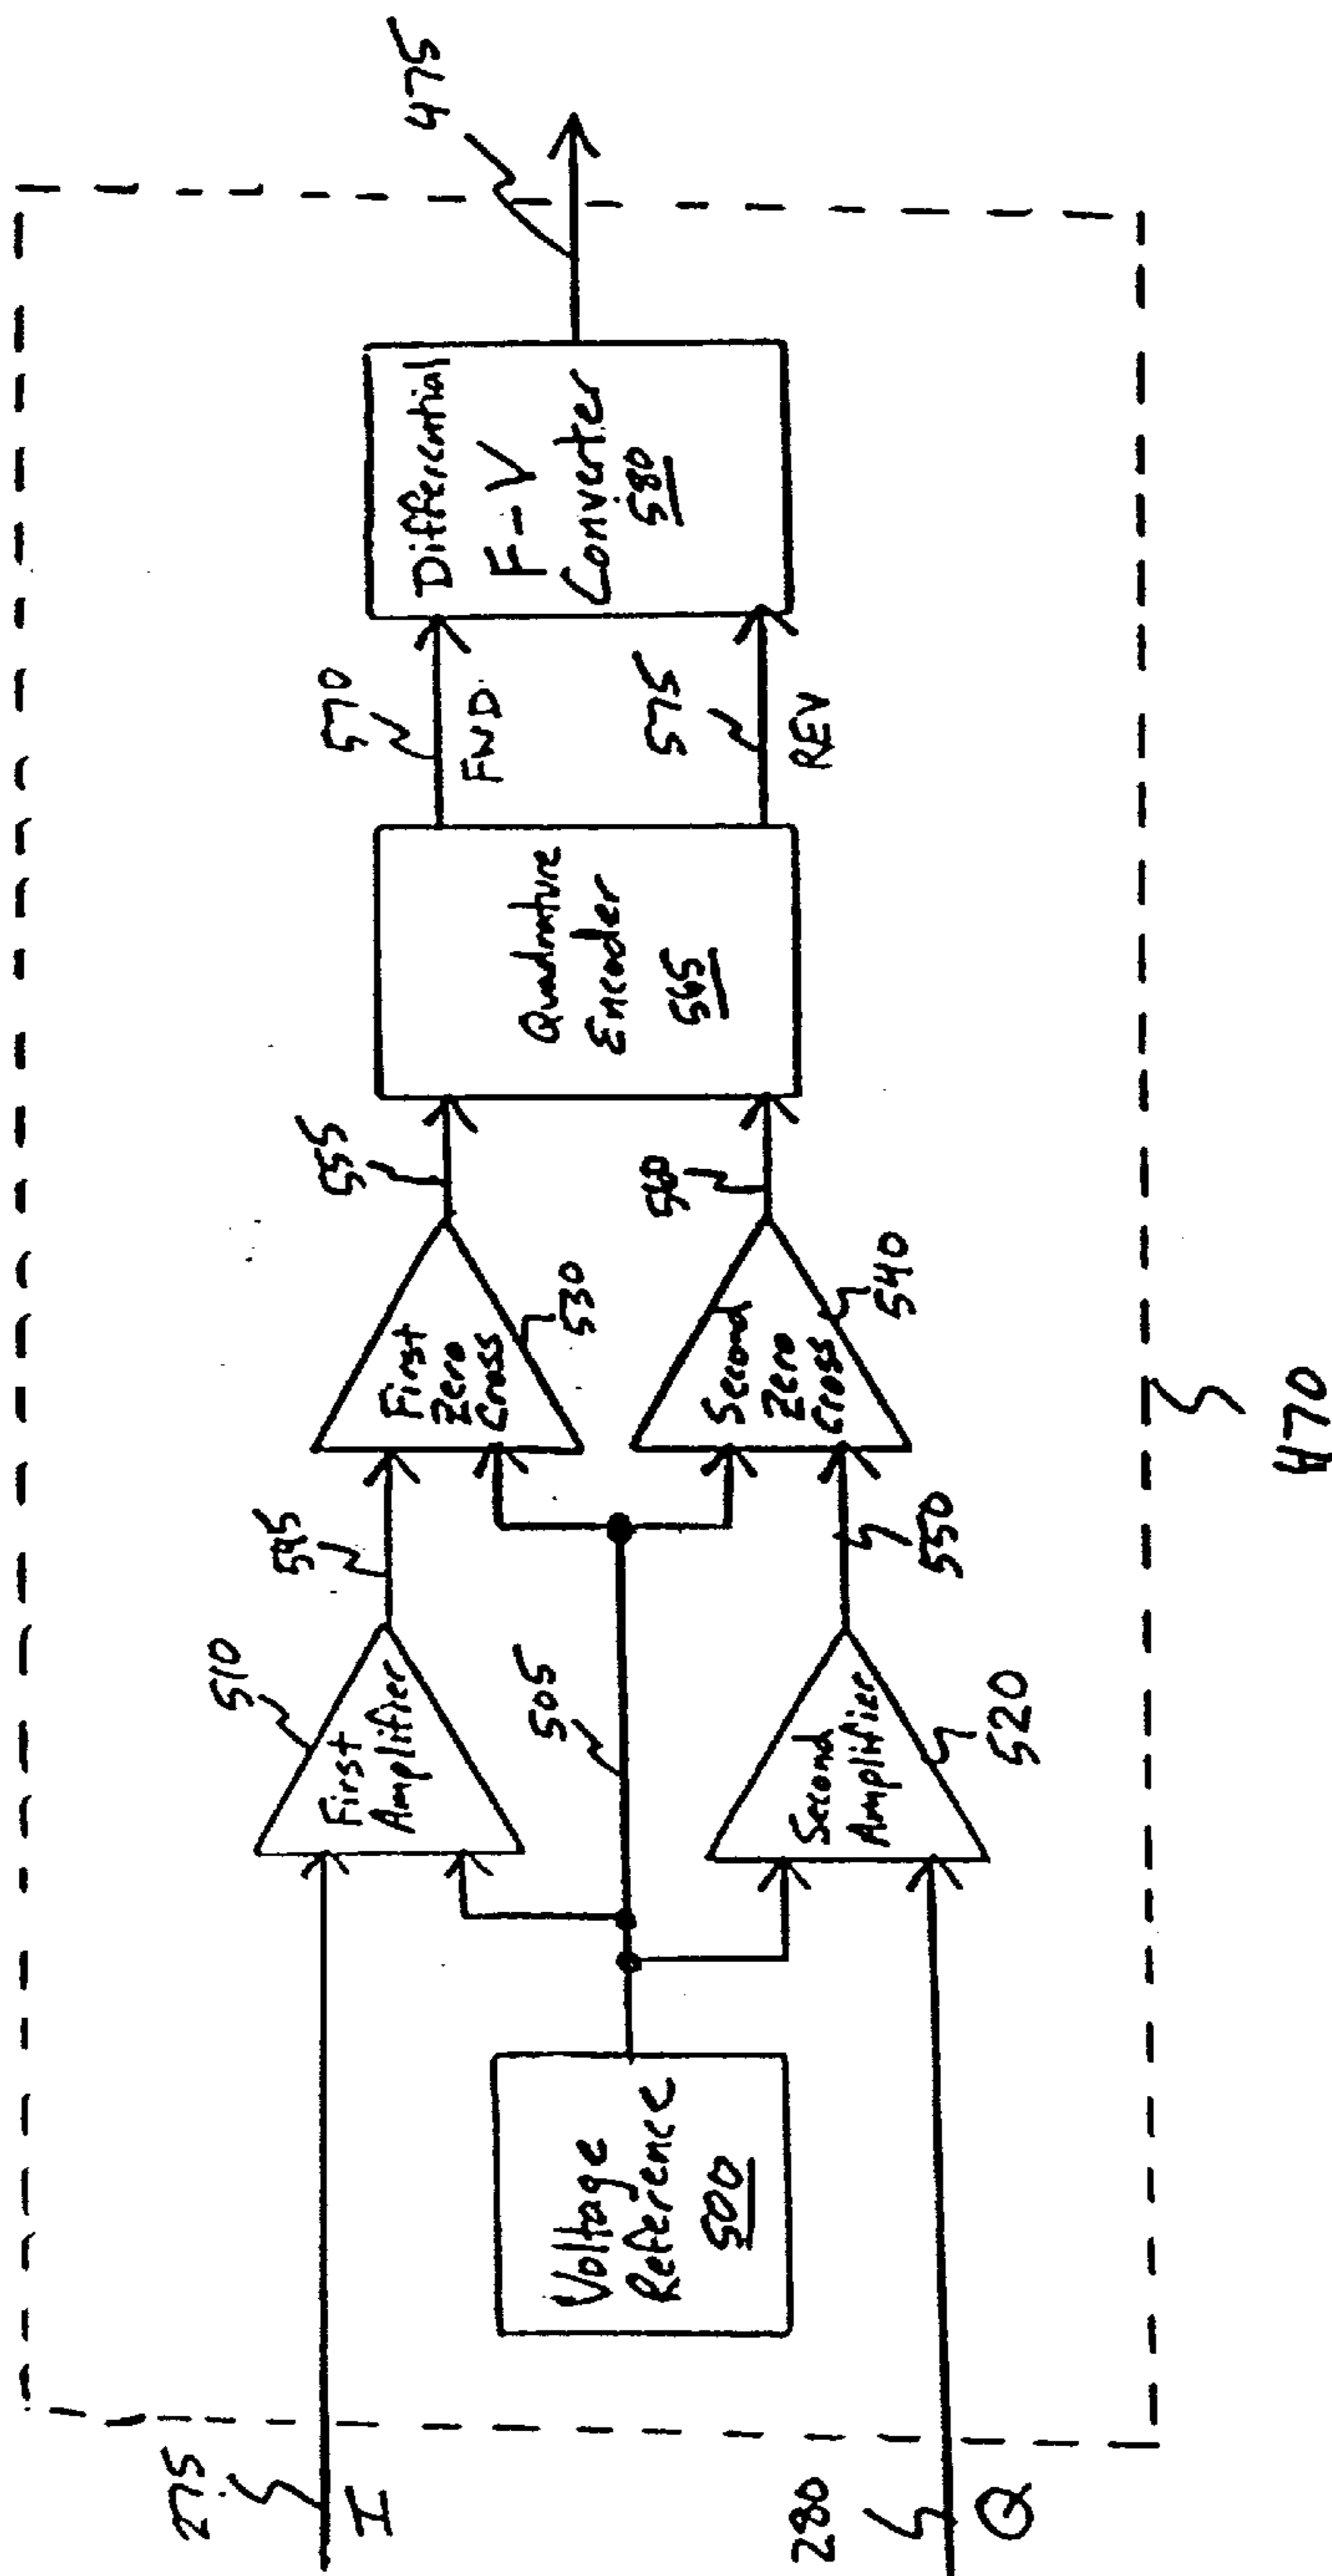 275
I
280
Q
Voltage
Reference
500
510
First
Amplifier
505
Second
Amplifier
520
545
550
First
Zero
Cross
530
Second
Zero
Cross
540
555
560
Quadrature
Encoder
565
570
FWD
575
REV
Differential
F-V
Converter
580
475
470